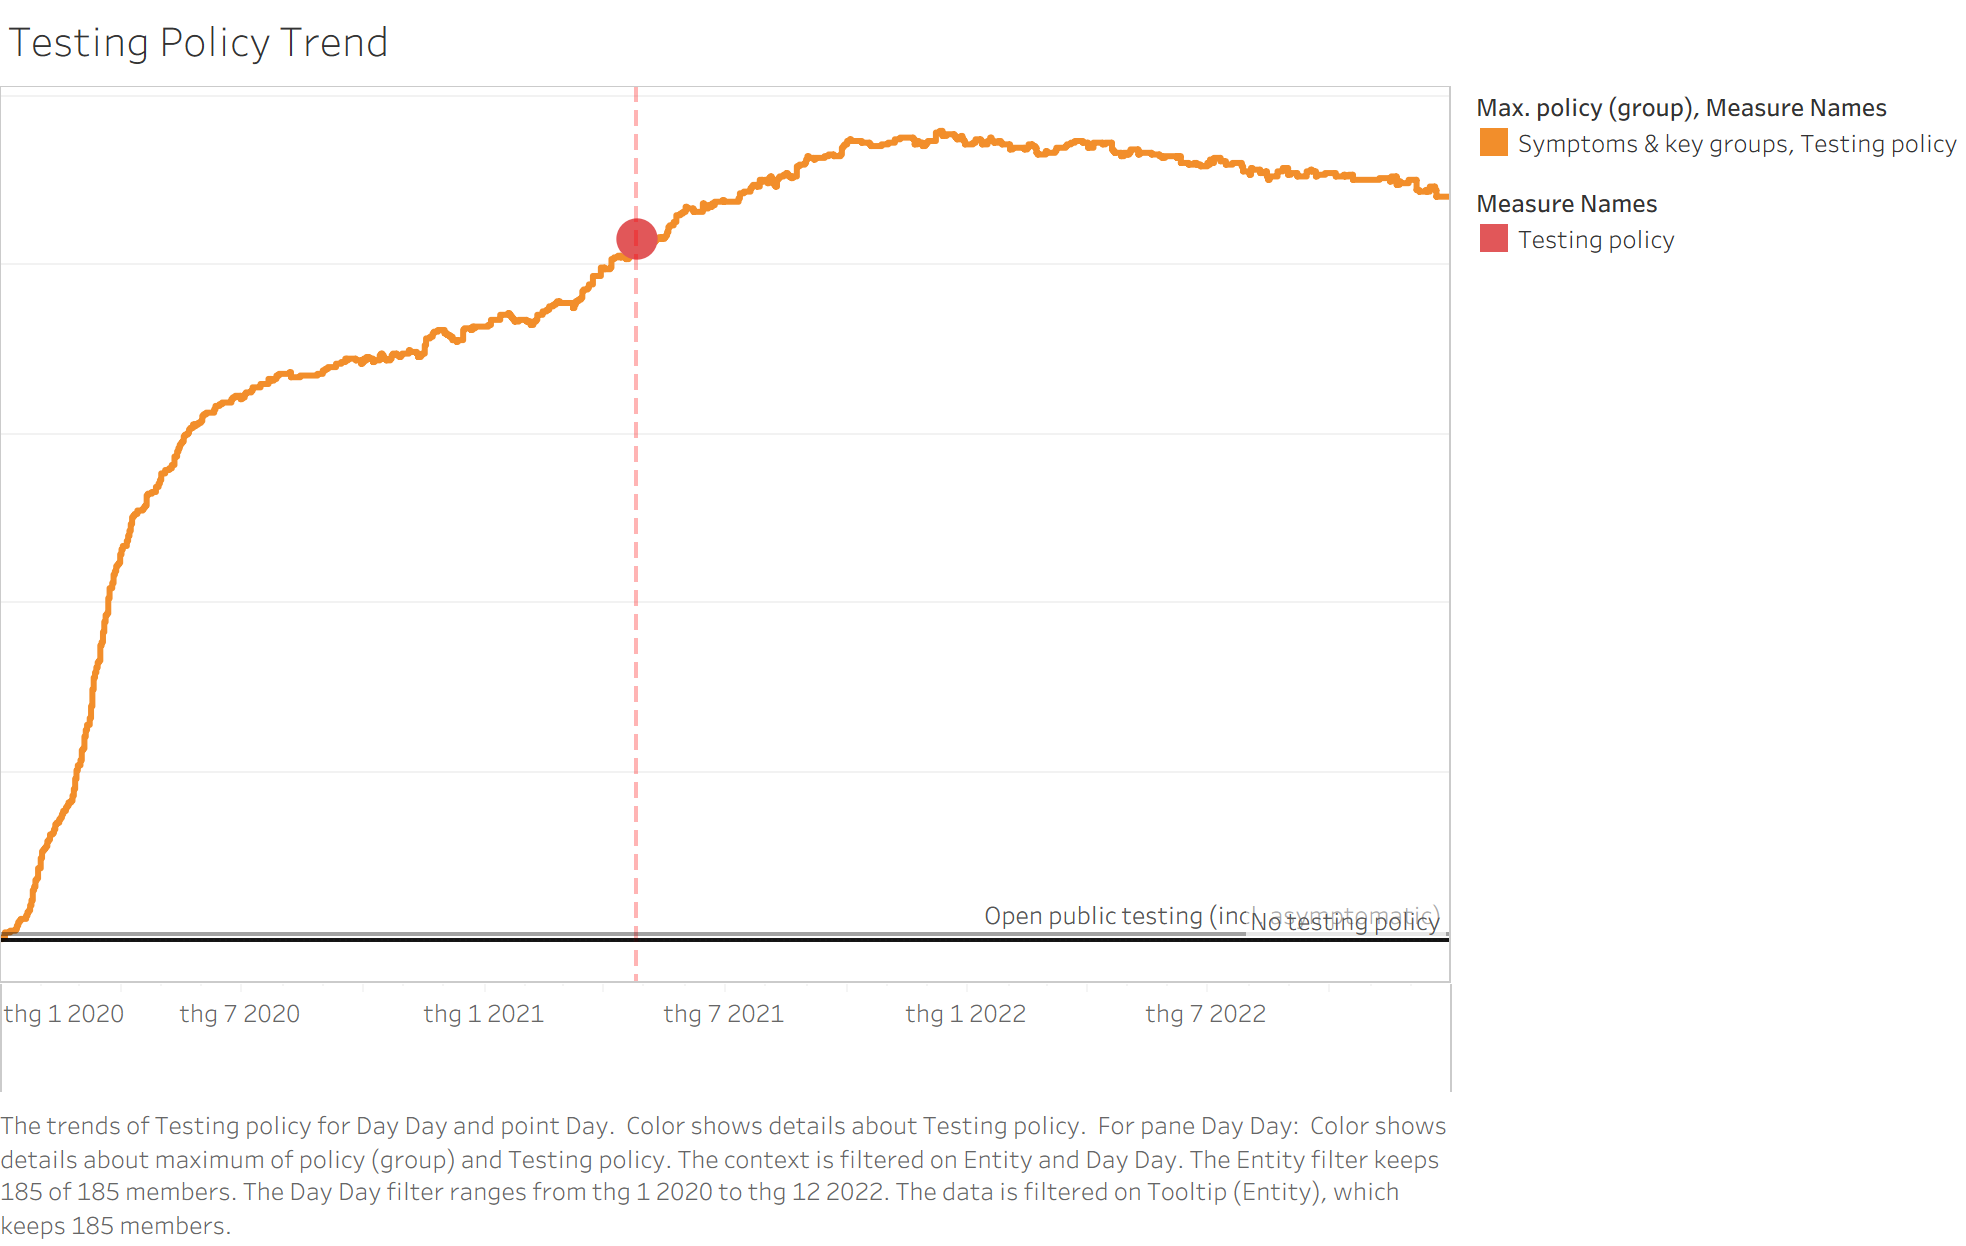 Testing Policy Trend
Max. policy (group), Measure Names
Symptoms & key groups, Testing policy
Measure Names
Testing policy
Open public testing (incl. asymptomatic)
No testing policy
thg 1 2020
thg 7 2020
thg 1 2021
thg 7 2021
thg 1 2022
thg 7 2022
The trends of Testing policy for Day Day and point Day.  Color shows details about Testing policy.  For pane Day Day:  Color shows
details about maximum of policy (group) and Testing policy. The context is filtered on Entity and Day Day. The Entity filter keeps
185 of 185 members. The Day Day filter ranges from thg 1 2020 to thg 12 2022. The data is filtered on Tooltip (Entity), which
keeps 185 members.